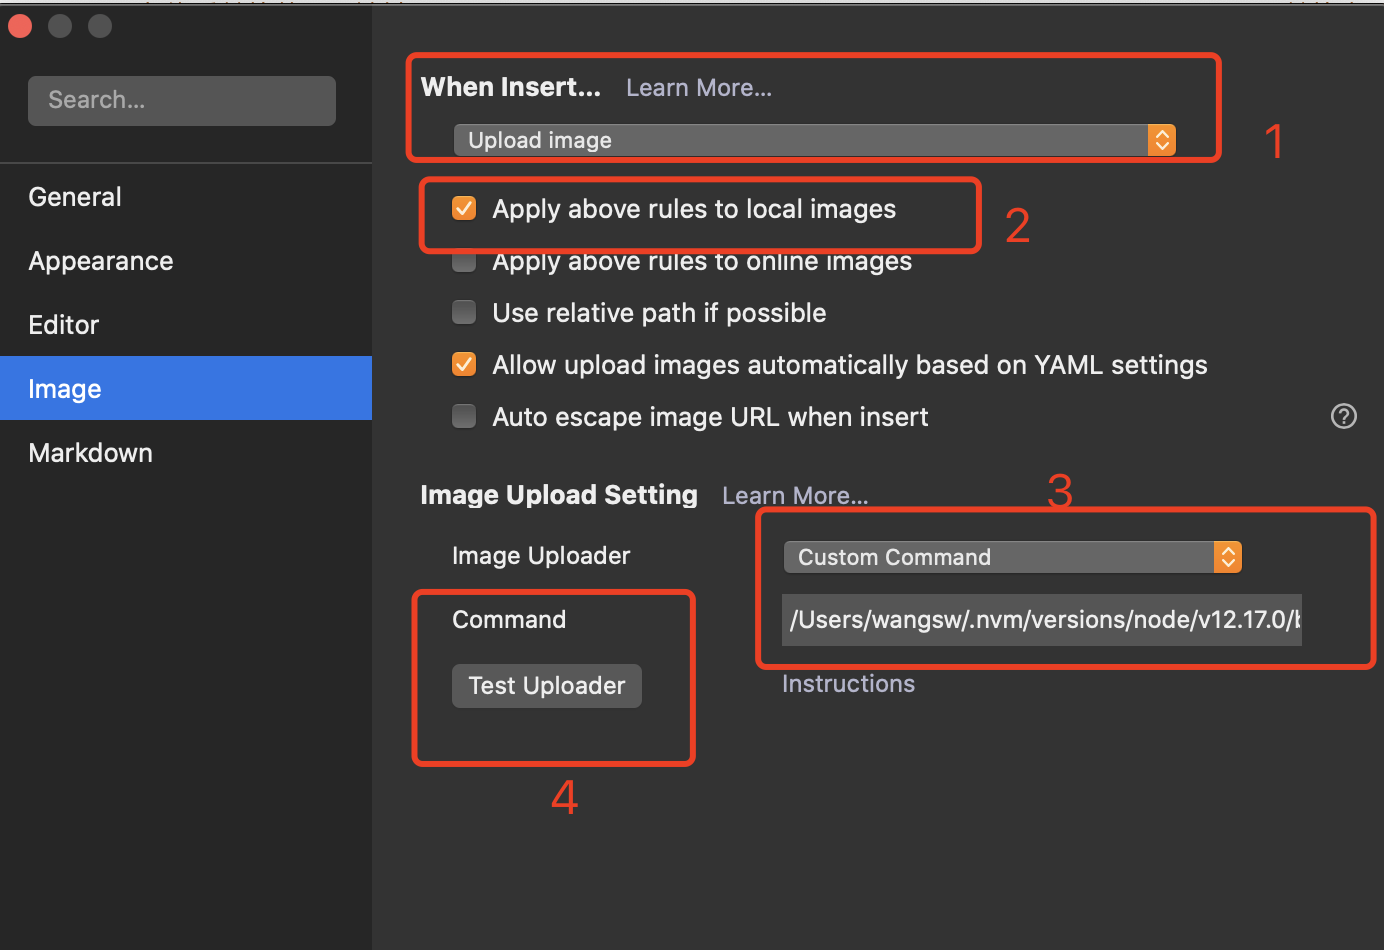 Search...
General
Appearance
Editor
Image
Markdown
When Insert... Learn More...
Upload image
1
Apply above rules to local images
2
Apply above rules to online images
Use relative path if possible
Allow upload images automatically based on YAML settings
Auto escape image URL when insert
?
Image Upload Setting Learn More...
3
Image Uploader Custom Command
Command /Users/wangsw/.nvm/versions/node/v12.17.0/b
Test Uploader Instructions
4